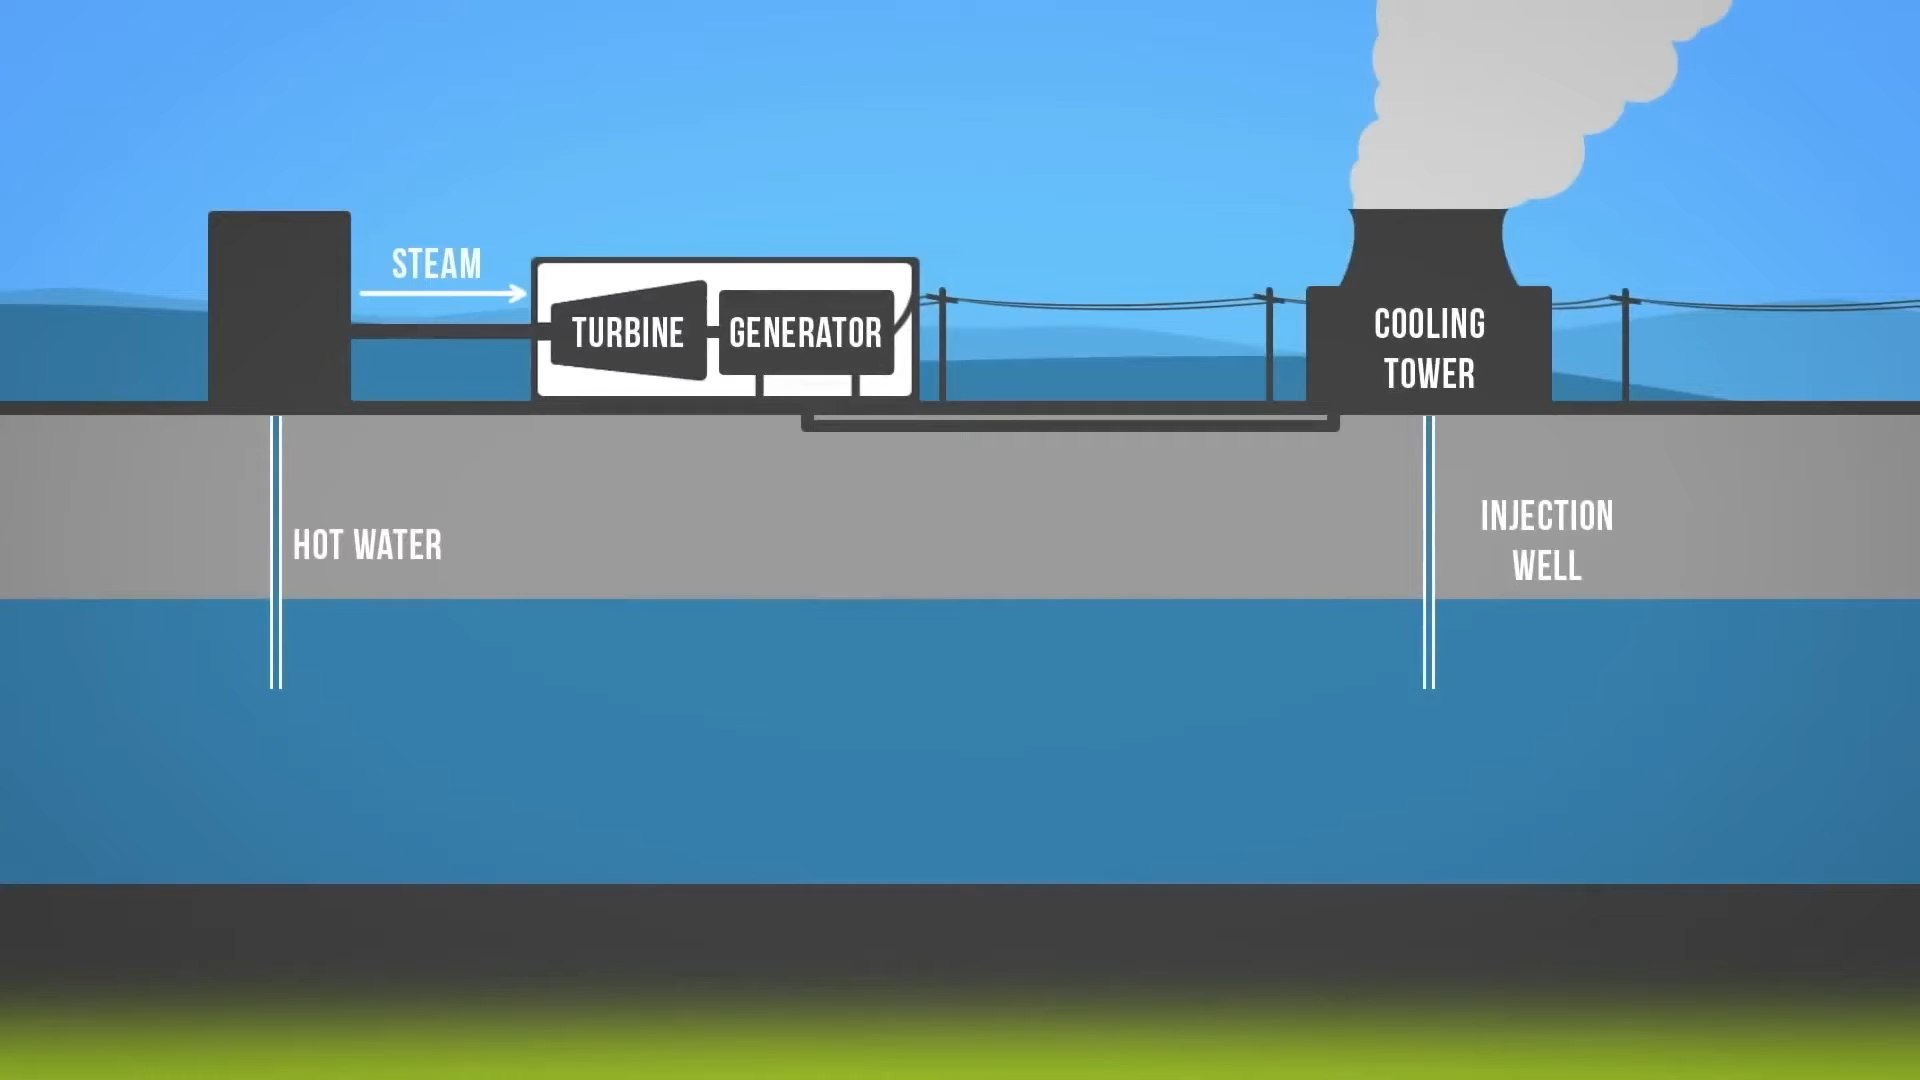 STEAM
TURBINE
GENERATOR
COOLING
TOWER
HOT WATER
INJECTION
WELL